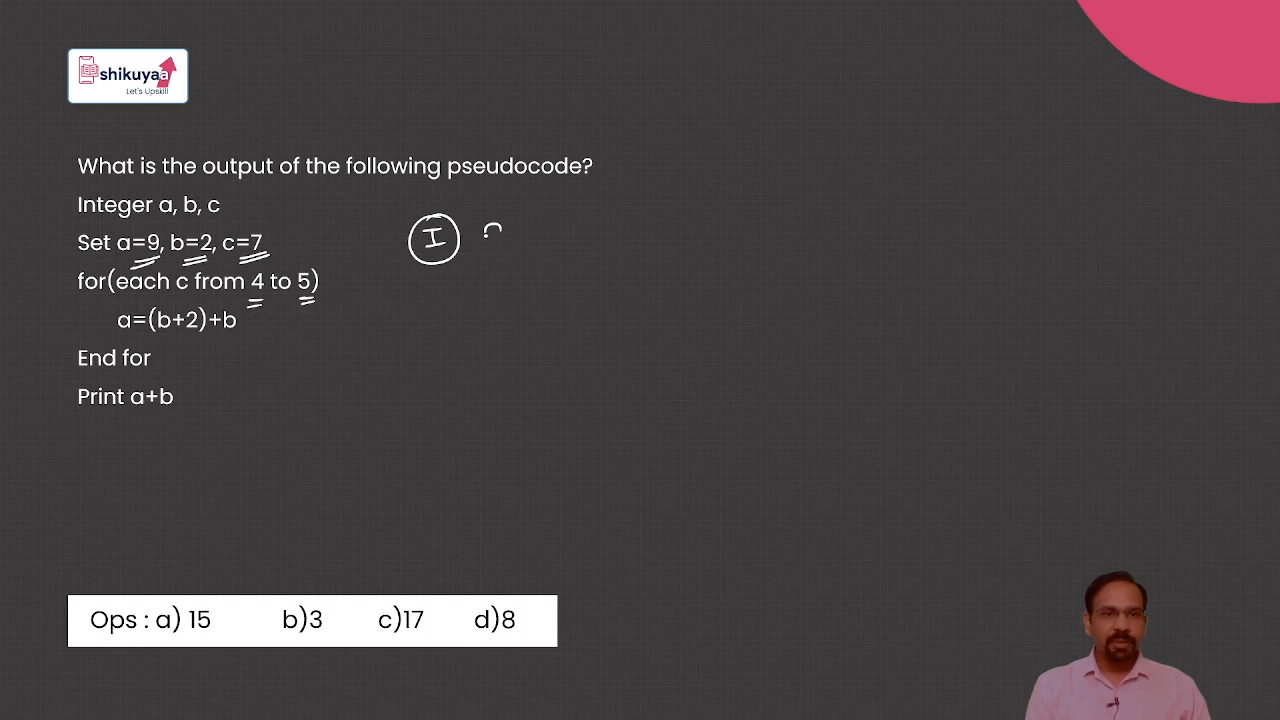 shikuyaa
Let's Upskill
What is the output of the following pseudocode?
Integer a, b, c
Set a=9, b=2, c=7
I
for(each c from 4 to 5)
a=(b+2)+b
End for
Print a+b
Ops : a) 15 b)3 c)17 d)8